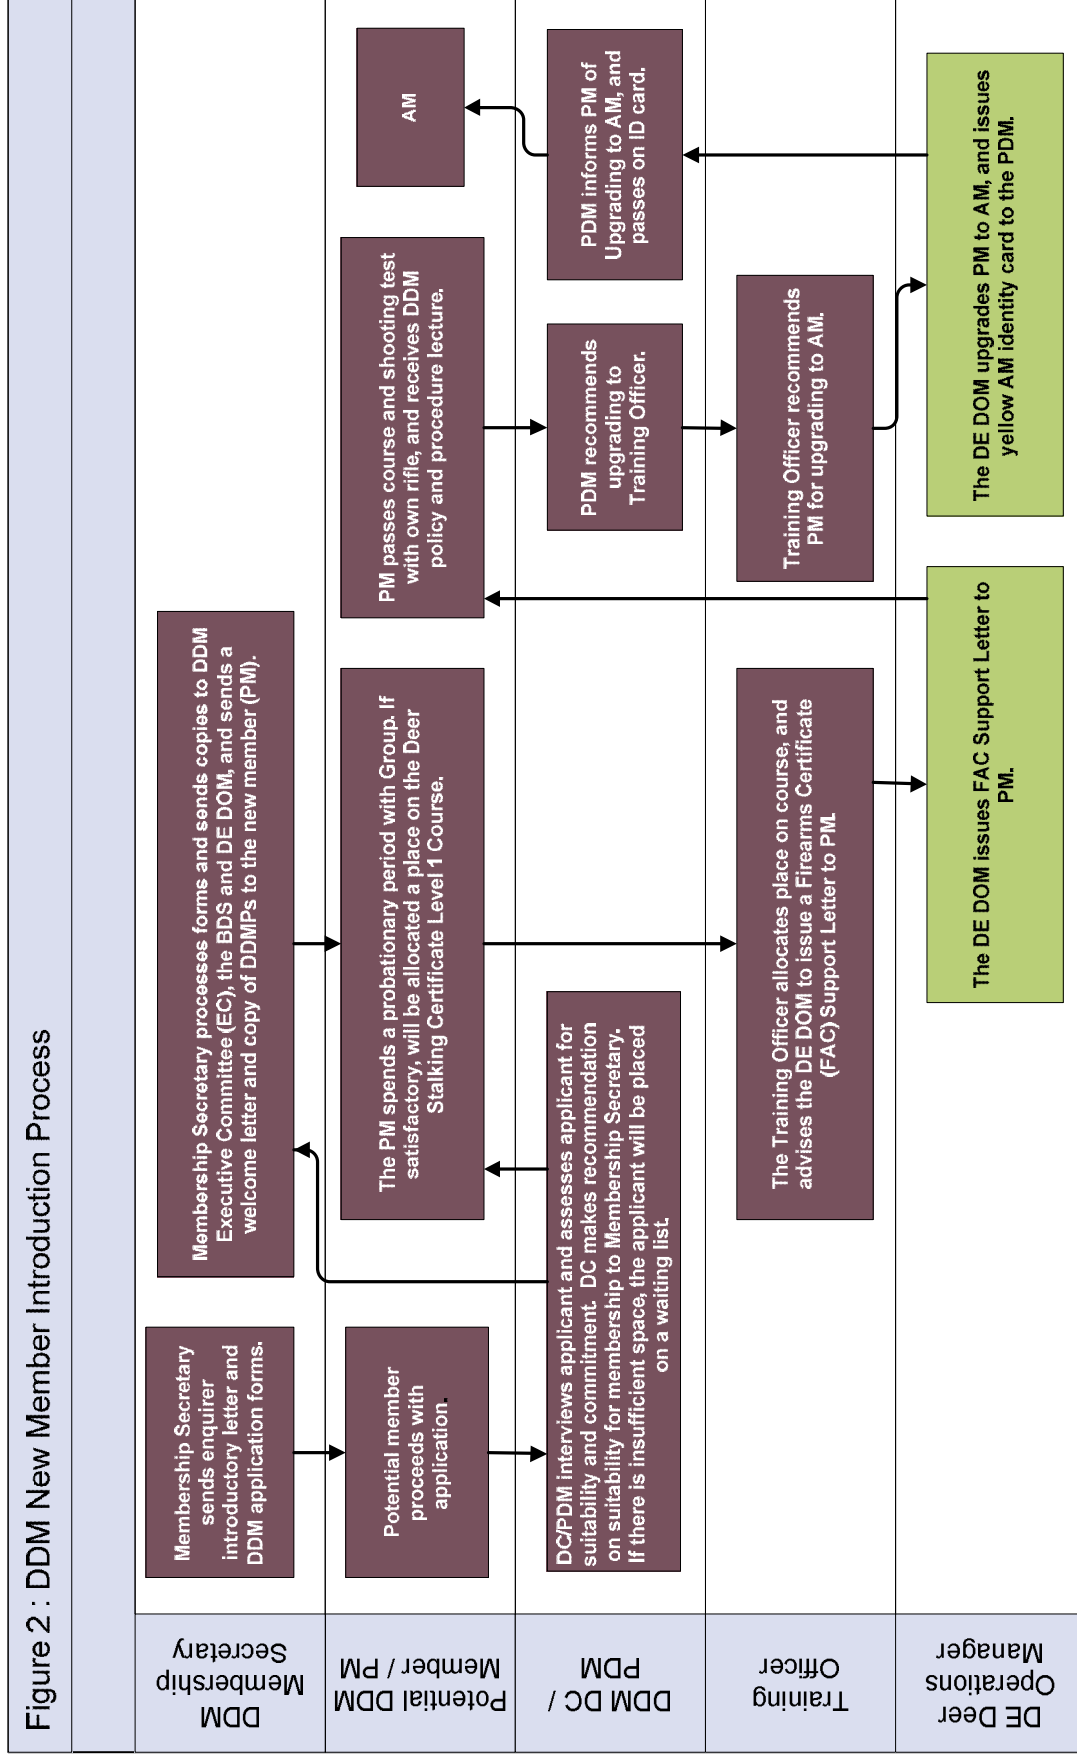 Figure 2 : DDM New Member Introduction Process
DDM
Membership
Secretary
Membership Secretary
sends enquirer
introductory letter and
DDM application forms.
Membership Secretary processes forms and sends copies to DDM
Executive Committee (EC), the BDS and DE DOM, and sends a
welcome letter and copy of DDMPs to the new member (PM).
Potential DDM
Member / PM
Potential member
proceeds with
application.
The PM spends a probationary period with Group. If
satisfactory, will be allocated a place on the Deer
Stalking Certificate Level 1 Course.
PM passes course and shooting test
with own rifle, and receives DDM
policy and procedure lecture.
AM
DDM DC /
PDM
DC/PDM interviews applicant and assesses applicant for
suitability and commitment. DC makes recommendation
on suitability for membership to Membership Secretary.
If there is insufficient space, the applicant will be placed
on a waiting list.
PDM recommends
upgrading to
Training Officer.
PDM informs PM of
Upgrading to AM, and
passes on ID card.
Training
Officer
The Training Officer allocates place on course, and
advises the DE DOM to issue a Firearms Certificate
(FAC) Support Letter to PM.
Training Officer recommends
PM for upgrading to AM.
DE Deer
Operations
Manager
The DE DOM issues FAC Support Letter to
PM.
The DE DOM upgrades PM to AM, and issues
yellow AM identity card to the PDM.